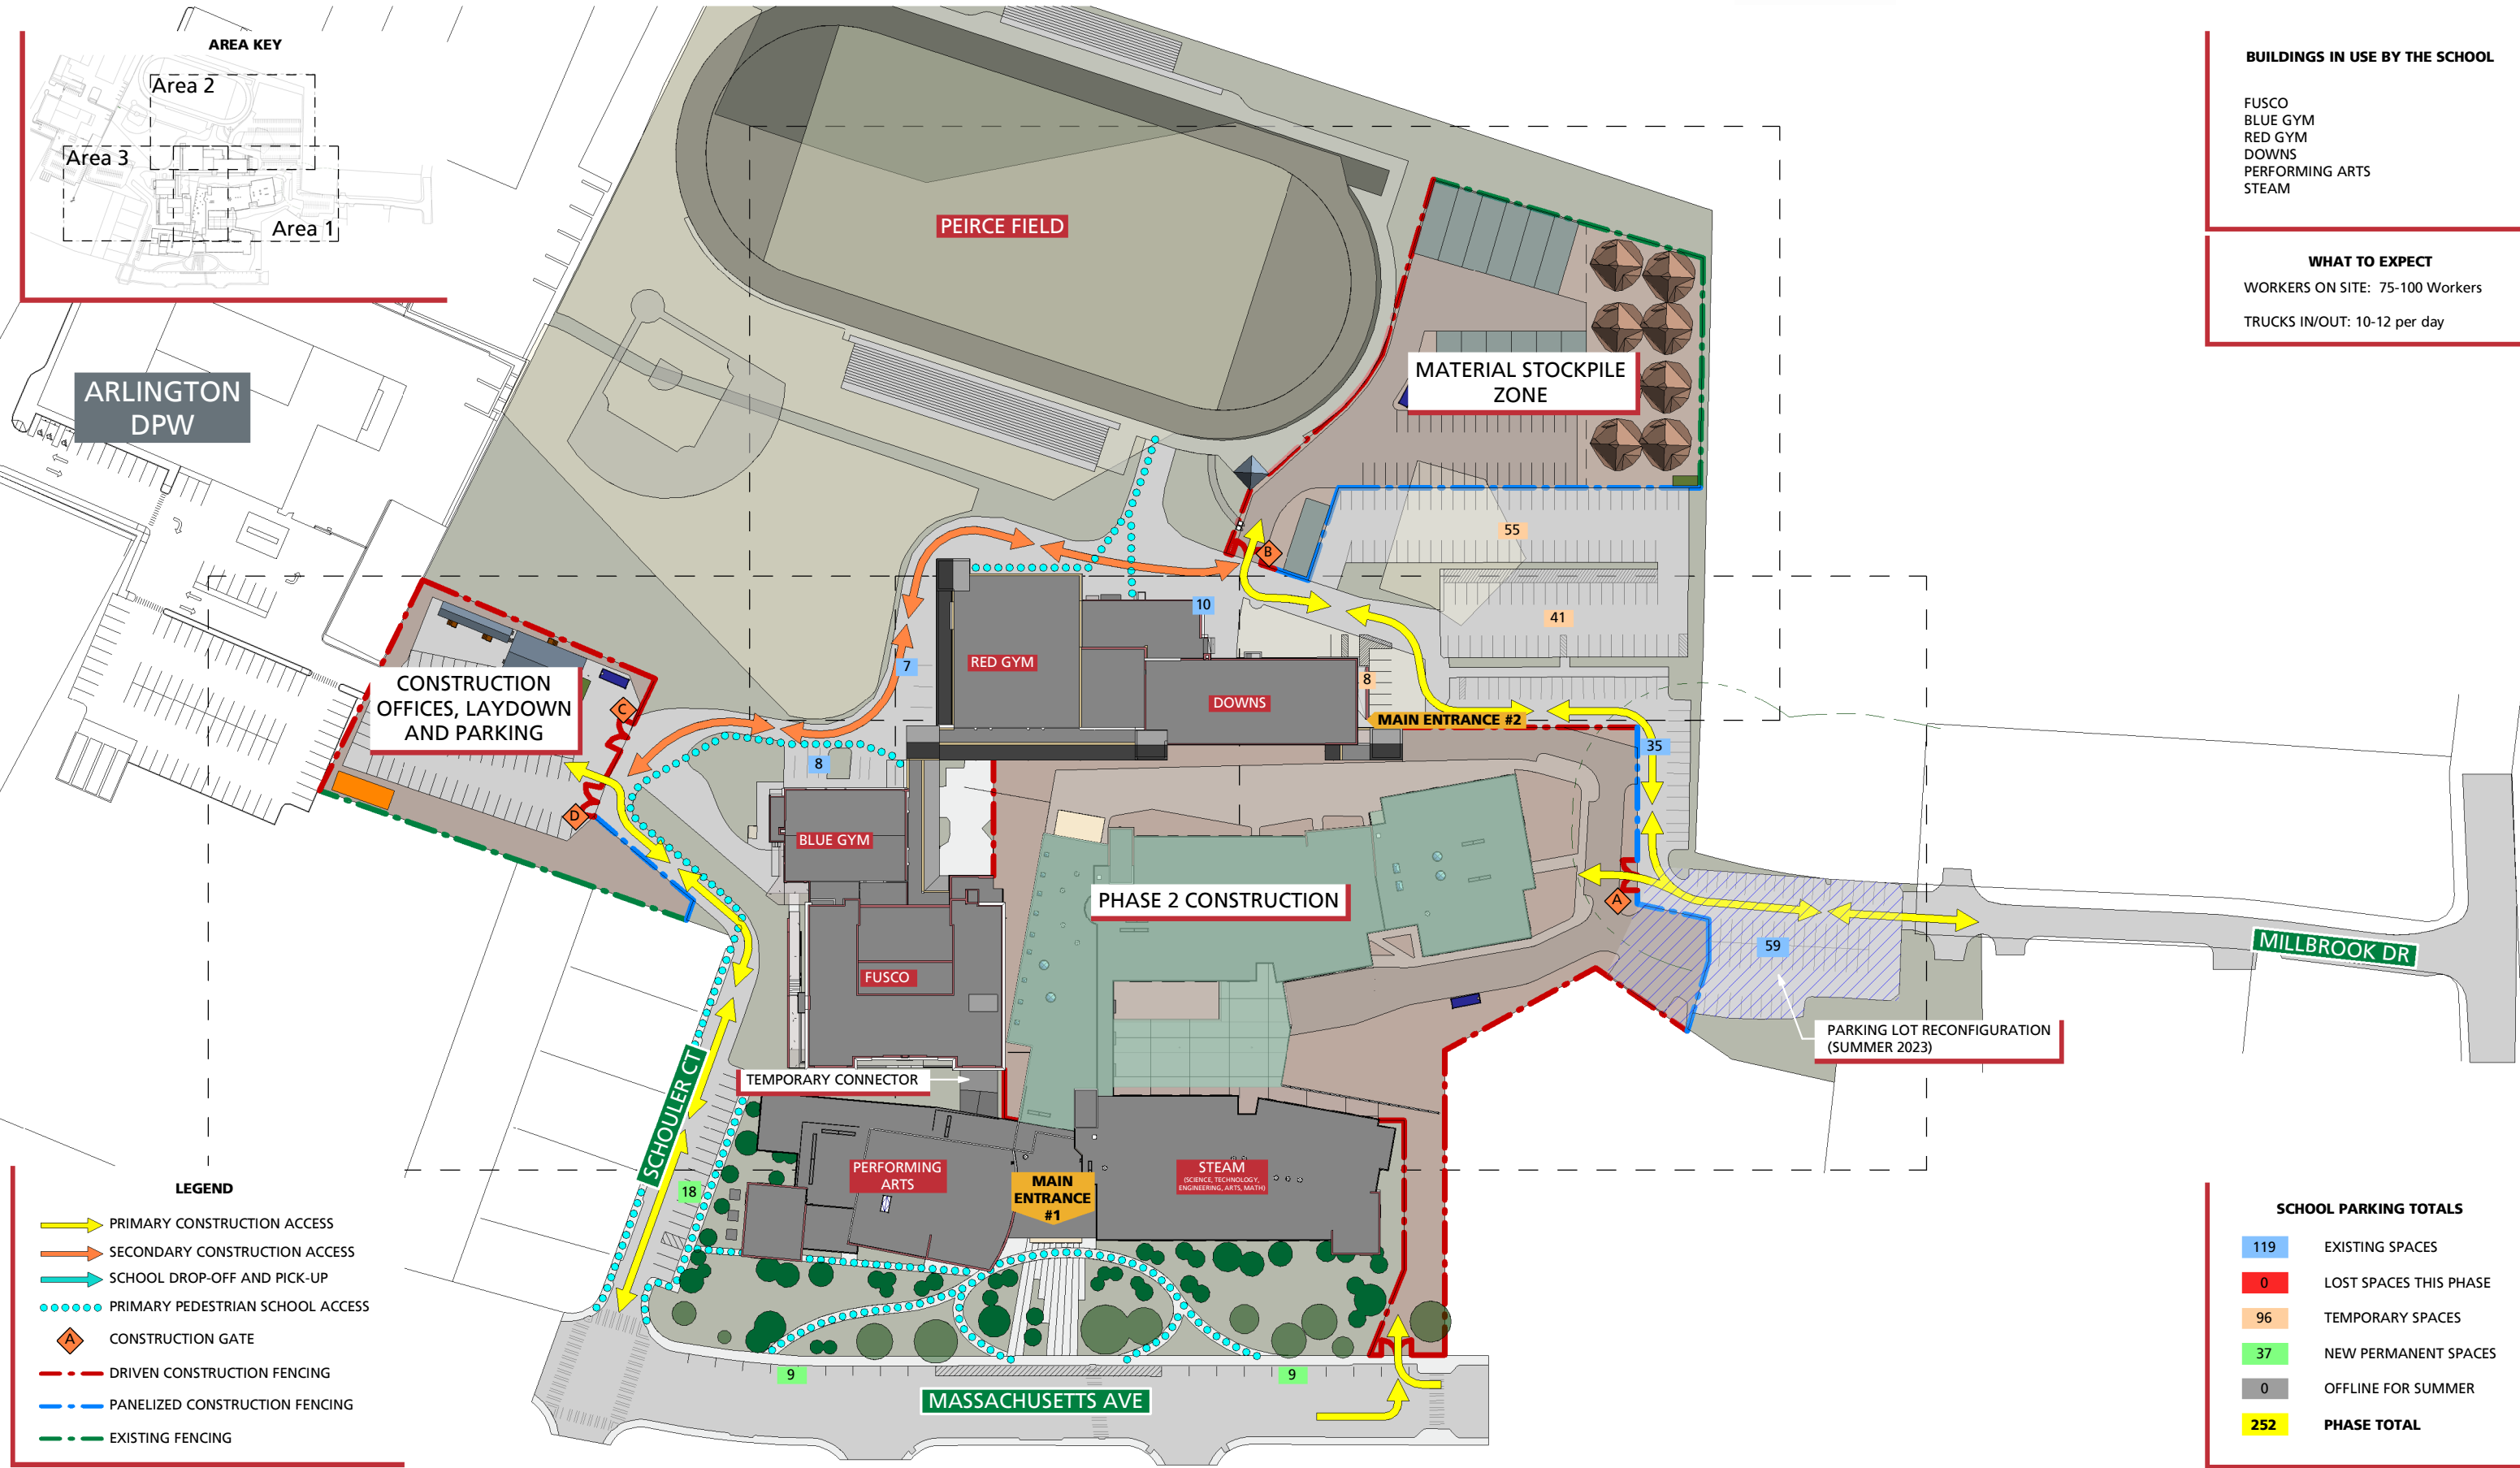 AREA KEY
Area 2
Area 3
Area 1
BUILDINGS IN USE BY THE SCHOOL
FUSCO
BLUE GYM
RED GYM
DOWNS
PERFORMING ARTS
STEAM
WHAT TO EXPECT
WORKERS ON SITE: 75-100 Workers
TRUCKS IN/OUT: 10-12 per day
PEIRCE FIELD
ARLINGTON
DPW
MATERIAL STOCKPILE
ZONE
55
B
10
41
RED GYM
7
8
DOWNS
MAIN ENTRANCE #2
CONSTRUCTION
OFFICES, LAYDOWN
AND PARKING
C
35
8
D
BLUE GYM
PHASE 2 CONSTRUCTION
A
59
MILLBROOK DR
FUSCO
PARKING LOT RECONFIGURATION
(SUMMER 2023)
TEMPORARY CONNECTOR
SCHOULER CT
PERFORMING
ARTS
MAIN
ENTRANCE
#1
STEAM
(SCIENCE, TECHNOLOGY,
ENGINEERING, ARTS, MATH)
18
9
9
MASSACHUSETTS AVE
LEGEND
PRIMARY CONSTRUCTION ACCESS
SECONDARY CONSTRUCTION ACCESS
SCHOOL DROP-OFF AND PICK-UP
PRIMARY PEDESTRIAN SCHOOL ACCESS
A CONSTRUCTION GATE
DRIVEN CONSTRUCTION FENCING
PANELIZED CONSTRUCTION FENCING
EXISTING FENCING
SCHOOL PARKING TOTALS
119 EXISTING SPACES
0 LOST SPACES THIS PHASE
96 TEMPORARY SPACES
37 NEW PERMANENT SPACES
0 OFFLINE FOR SUMMER
252 PHASE TOTAL